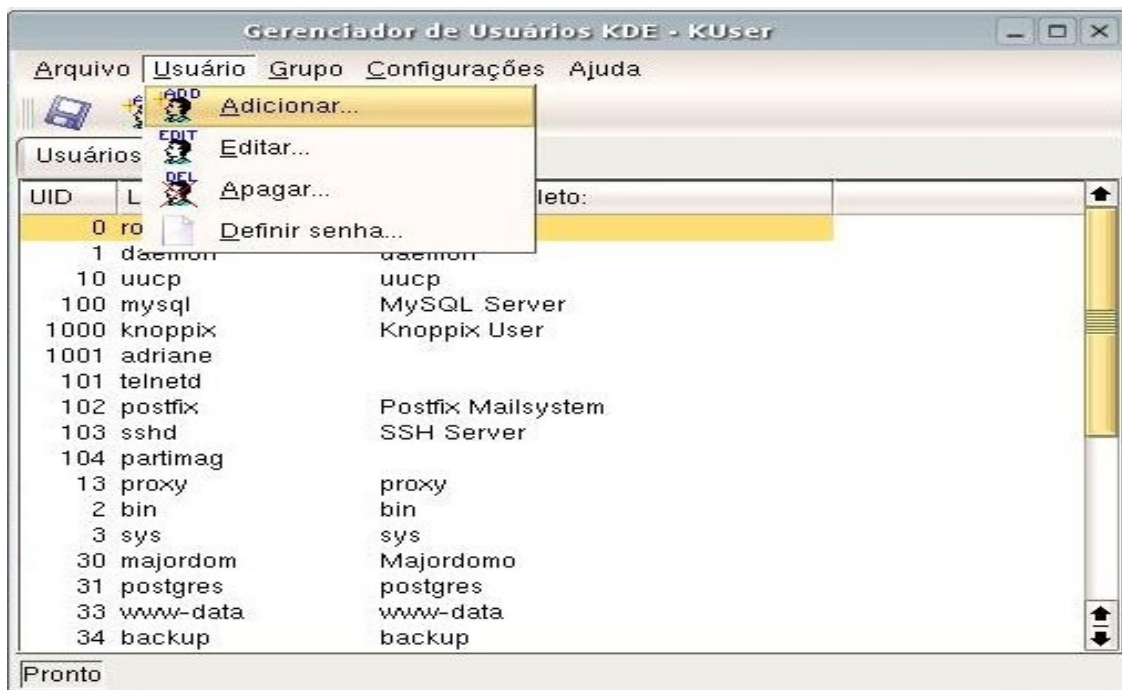 Gerenciador de Usuários KDE - KUser
Arquivo Usuário Grupo Configurações Ajuda
ADD Adicionar...
EDIT Editar...
DEL Apagar...
Definir senha...
Usuários
UID L leto:
0 ro
1 daemon daemon
10 uucp uucp
100 mysql MySQL Server
1000 knoppix Knoppix User
1001 adriane
101 telnetd
102 postfix Postfix Mailsystem
103 sshd SSH Server
104 partimag
13 proxy proxy
2 bin bin
3 sys sys
30 majordom Majordomo
31 postgres postgres
33 www-data www-data
34 backup backup
Pronto